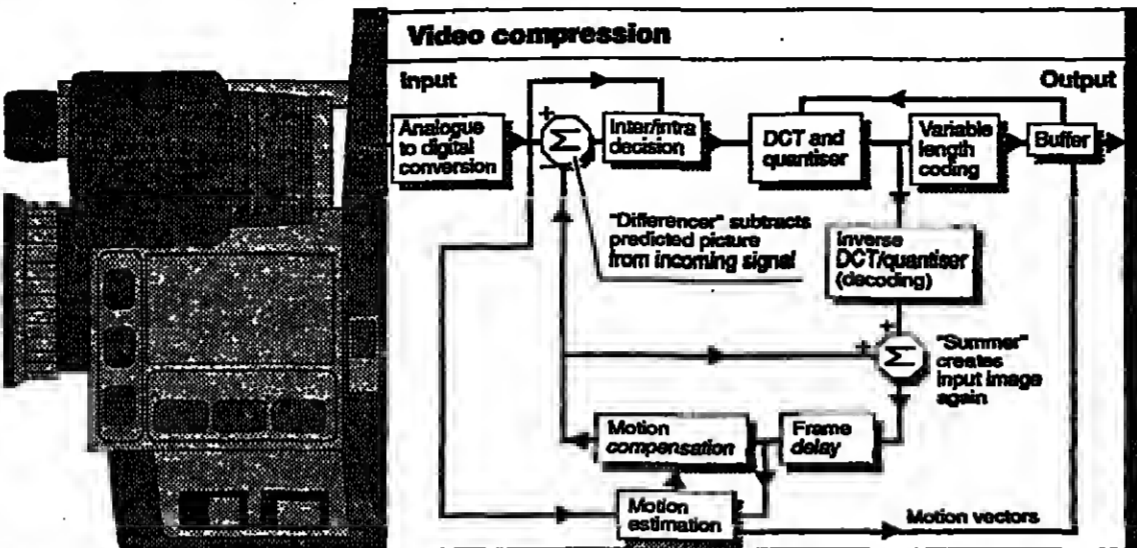 Video compression
Input
Output
Analogue
to digital
conversion
+
Σ
Inter/intra
decision
DCT and
quantiser
Variable
length
coding
Buffer
"Differencer" subtracts
predicted picture
from incoming signal
Inverse
DCT/quantiser
(decoding)
+
+
Σ
"Summer"
creates
input image
again
Motion
compensation
Frame
delay
Motion
estimation
Motion vectors